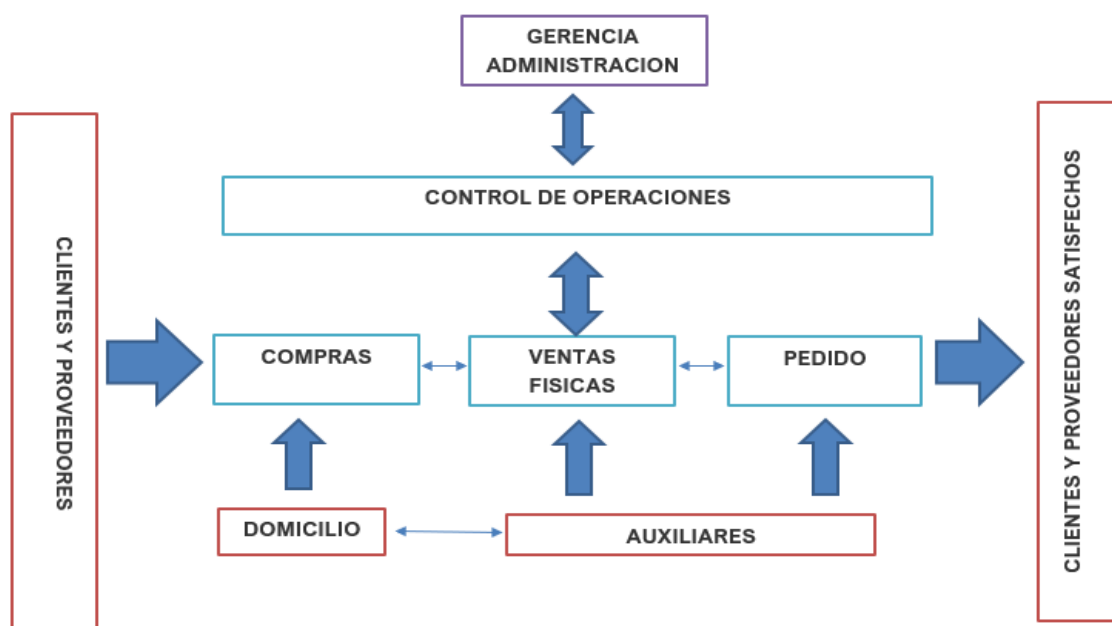 GERENCIA
ADMINISTRACION
CLIENTES Y PROVEEDORES
CONTROL DE OPERACIONES
COMPRAS
VENTAS
FISICAS
PEDIDO
DOMICILIO
AUXILIARES
CLIENTES Y PROVEEDORES SATISFECHOS